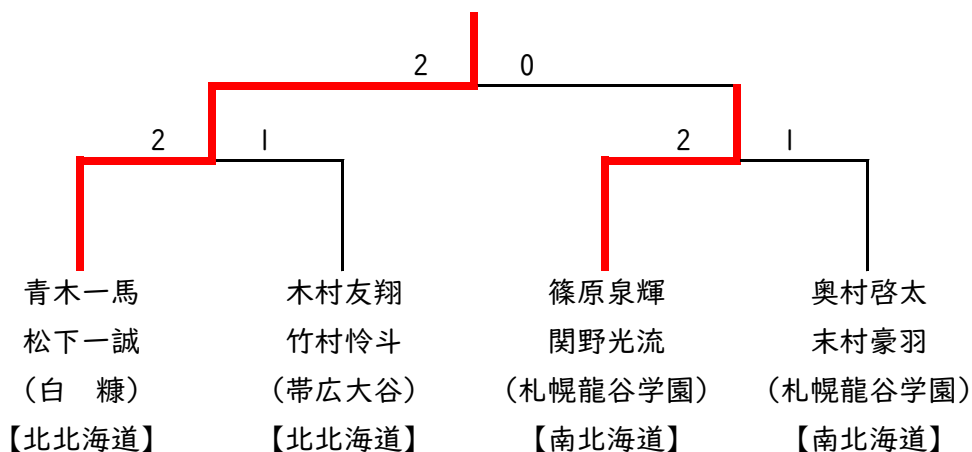 2 0
2 1 2 1
青木一馬 木村友翔 篠原泉輝 奥村啓太
松下一誠 竹村怜斗 関野光流 末村豪羽
(白 糠) (帯広大谷) (札幌龍谷学園) (札幌龍谷学園)
【北北海道】 【北北海道】 【南北海道】 【南北海道】